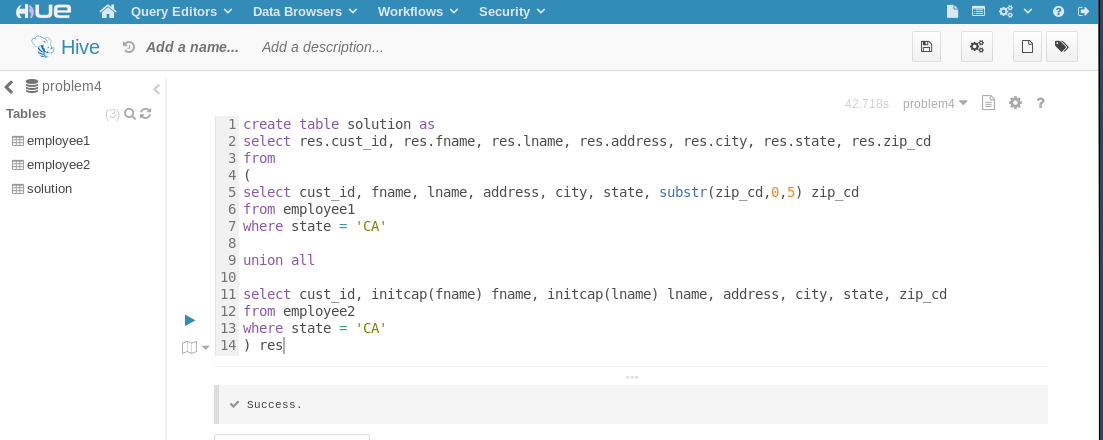 HUE Query Editors Data Browsers Workflows Security
Hive Add a name... Add a description...
problem4
Tables (3)
employee1
employee2
solution
42.718s problem4 ?
1 create table solution as
2 select res.cust_id, res.fname, res.lname, res.address, res.city, res.state, res.zip_cd
3 from
4 (
5 select cust_id, fname, lname, address, city, state, substr(zip_cd,0,5) zip_cd
6 from employee1
7 where state = 'CA'
8
9 union all
10
11 select cust_id, initcap(fname) fname, initcap(lname) lname, address, city, state, zip_cd
12 from employee2
13 where state = 'CA'
14 ) res
Success.